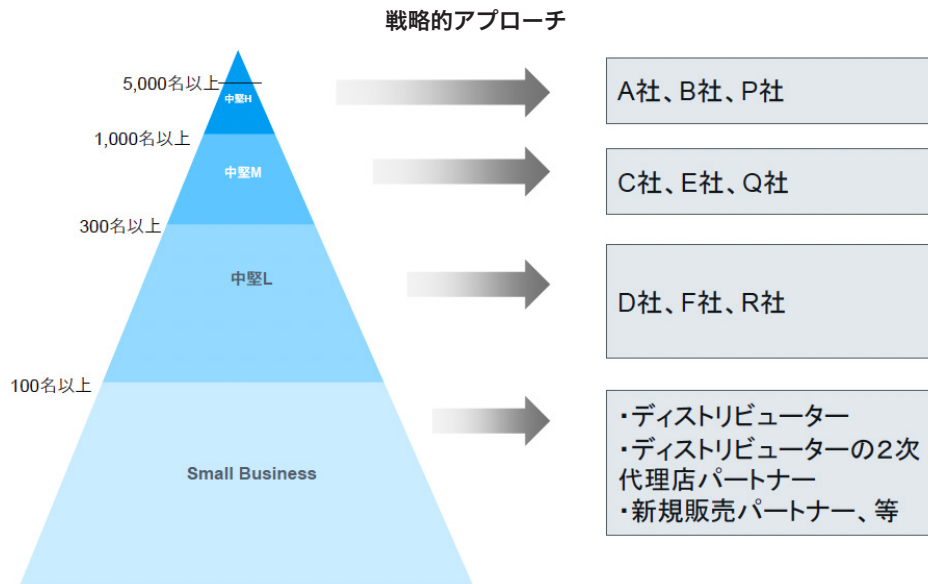 戦略的アプローチ
5,000名以上
中堅H
A社、B社、P社
1,000名以上
中堅M
C社、E社、Q社
300名以上
中堅L
D社、F社、R社
100名以上
Small Business
・ディストリビューター
・ディストリビューターの2次
代理店パートナー
・新規販売パートナー、等